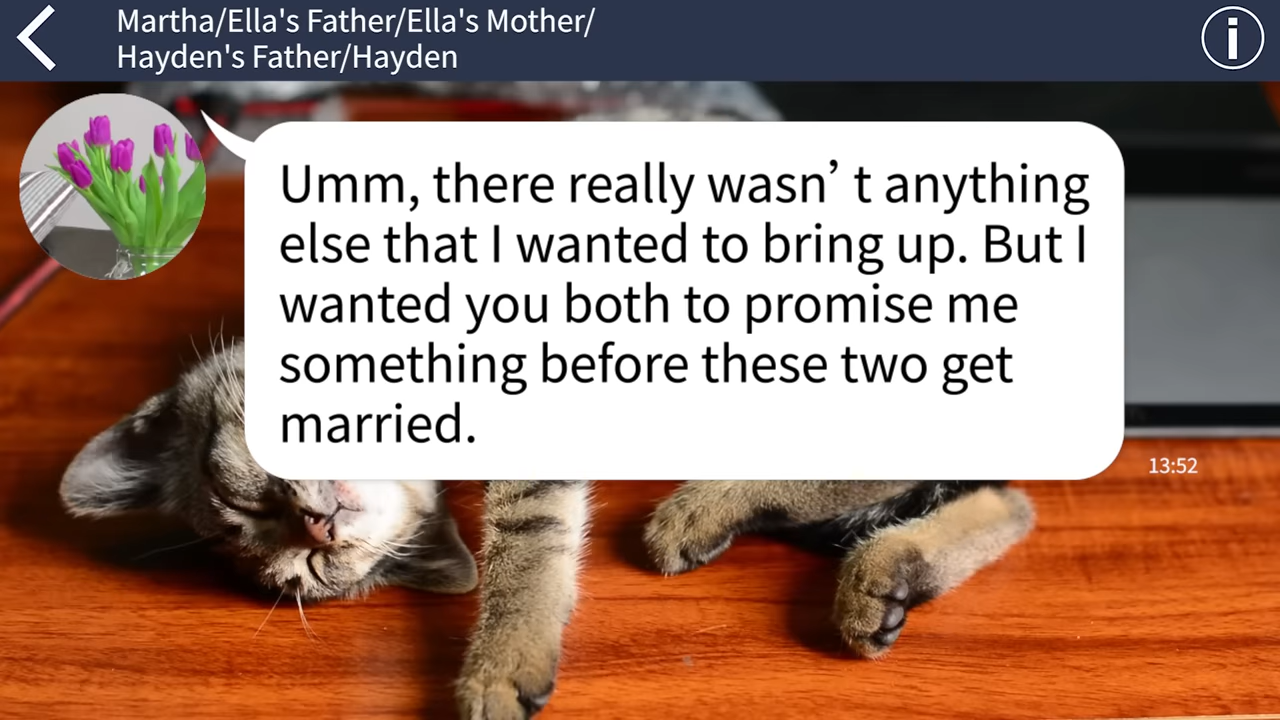 Martha/Ella's Father/Ella's Mother/
Hayden's Father/Hayden
Umm, there really wasn’ t anything
else that I wanted to bring up. But I
wanted you both to promise me
something before these two get
married.
13:52